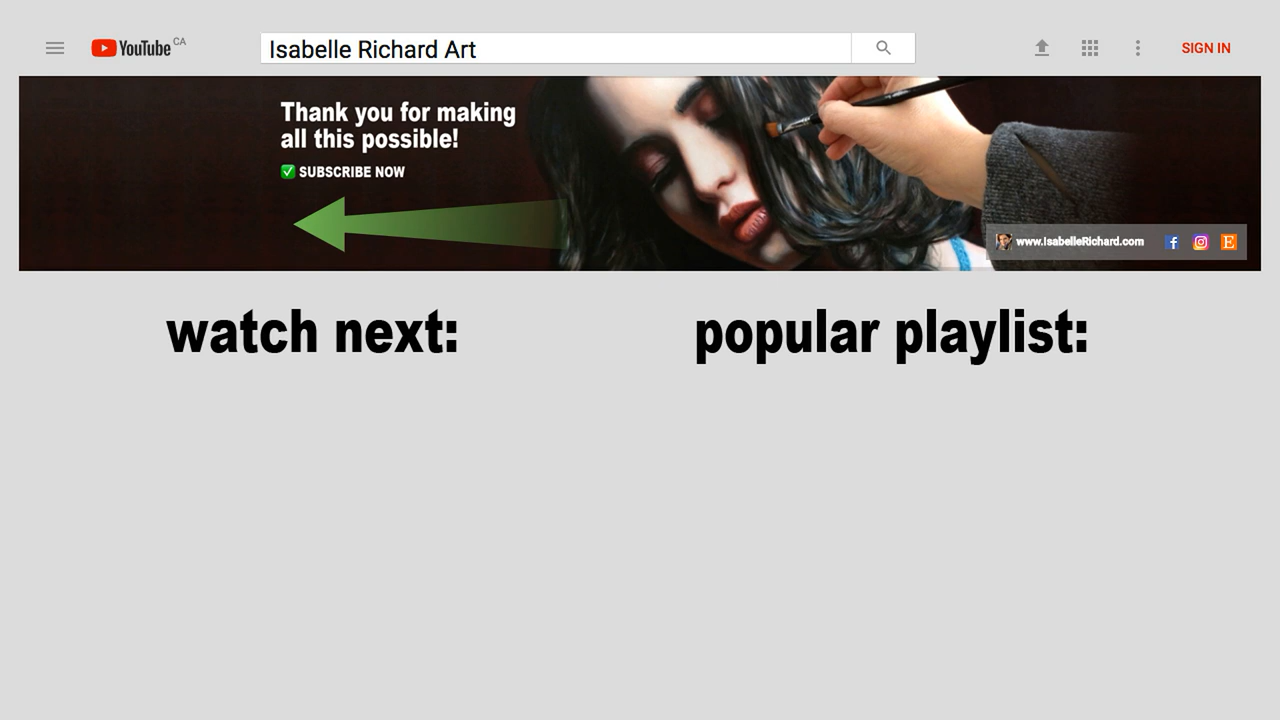 YouTube CA
Isabelle Richard Art
SIGN IN
Thank you for making
all this possible!
✅ SUBSCRIBE NOW
www.IsabelleRichard.com
f
E
watch next:
popular playlist: